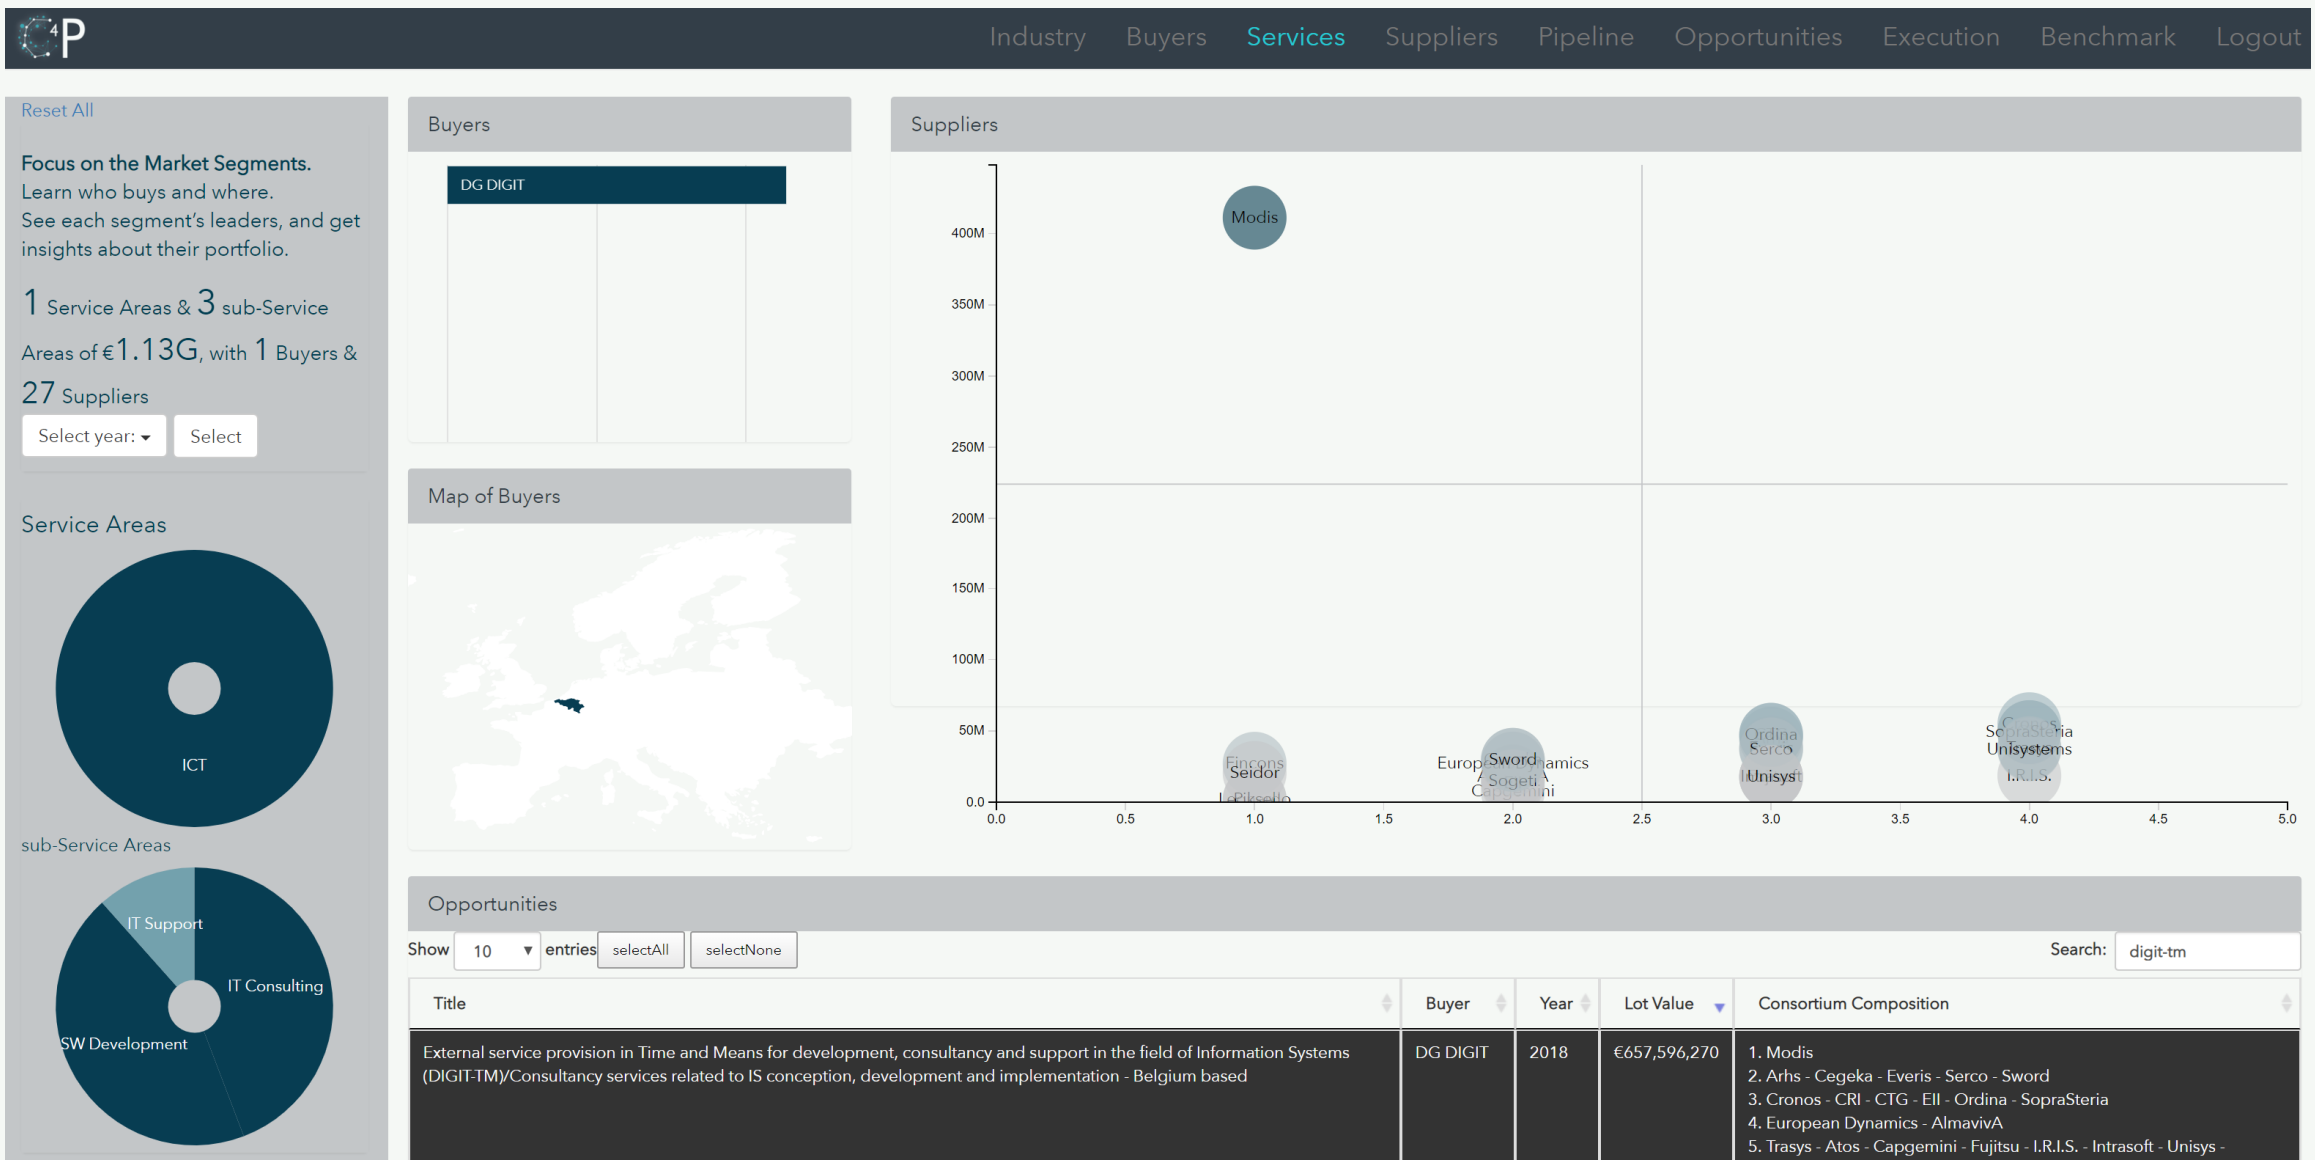 C4P
Industry
Buyers
Services
Suppliers
Pipeline
Opportunities
Execution
Benchmark
Logout
Reset All
Focus on the Market Segments.
Learn who buys and where.
See each segment's leaders, and get
insights about their portfolio.
1 Service Areas & 3 sub-Service
Areas of €1.13G, with 1 Buyers &
27 Suppliers
Select year:
Select
Service Areas
ICT
sub-Service Areas
IT Support
IT Consulting
SW Development
Buyers
DG DIGIT
Map of Buyers
Suppliers
400M
350M
300M
250M
200M
150M
100M
50M
0.0
Modis
Fincons
Seidor
Piksello
European Dynamics
Sword
Sogeti
Capgemini
Ordina
Serco
Unisys
Cronos
SopraSteria
Trasys
Unisystems
I.R.I.S.
0.0
0.5
1.0
1.5
2.0
2.5
3.0
3.5
4.0
4.5
5.0
Opportunities
Show 10 entries
selectAll
selectNone
Search: digit-tm
Title
Buyer
Year
Lot Value
Consortium Composition
External service provision in Time and Means for development, consultancy and support in the field of Information Systems
(DIGIT-TM)/Consultancy services related to IS conception, development and implementation - Belgium based
DG DIGIT
2018
€657,596,270
1. Modis
2. Arhs - Cegeka - Everis - Serco - Sword
3. Cronos - CRI - CTG - EII - Ordina - SopraSteria
4. European Dynamics - AlmavivA
5. Trasys - Atos - Capgemini - Fujitsu - I.R.I.S. - Intrasoft - Unisys -